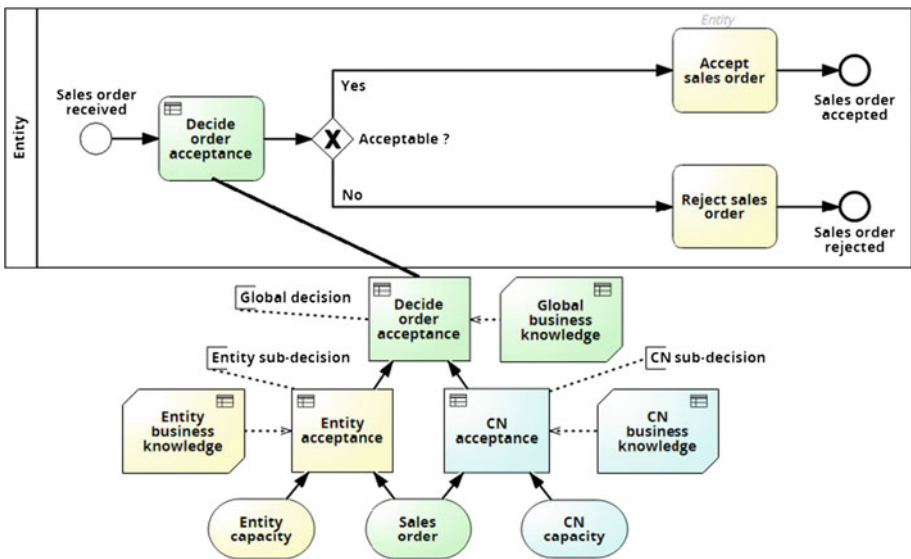 Entity
Entity
Sales order
received
Decide
order
acceptance
X
Acceptable ?
Yes
No
Accept
sales order
Sales order
accepted
Reject sales
order
Sales order
rejected
Global decision
Decide
order
acceptance
Global
business
knowledge
Entity sub-decision
CN sub-decision
Entity
business
knowledge
Entity
acceptance
CN
acceptance
CN
business
knowledge
Entity
capacity
Sales
order
CN
capacity